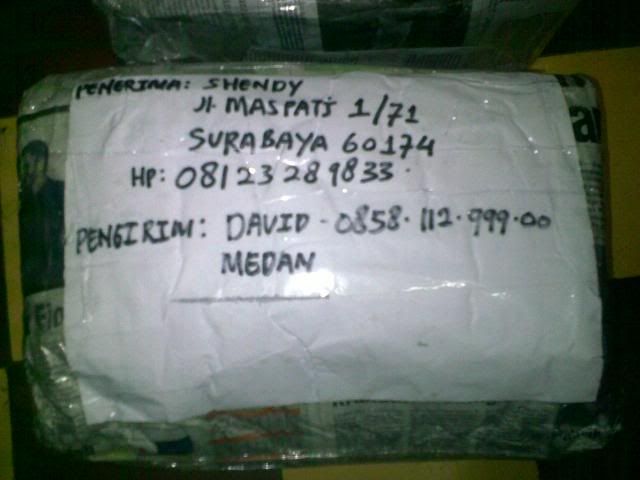 PENERIMA: SHENDY
Jl. MASPATI 1/71
SURABAYA 60174
HP: 08123289833.
PENGIRIM: DAVID - 0858.112.999.00
MEDAN